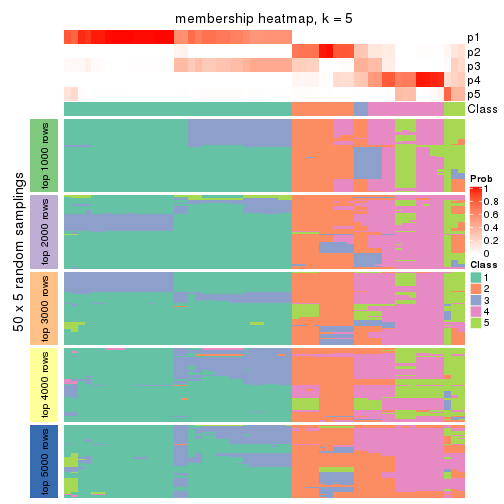 membership heatmap, k = 5
p1
p2
p3
p4
p5
Class
50 x 5 random samplings
top 1000 rows
top 2000 rows
top 3000 rows
top 4000 rows
top 5000 rows
Prob
1
0.8
0.6
0.4
0.2
0
Class
1
2
3
4
5